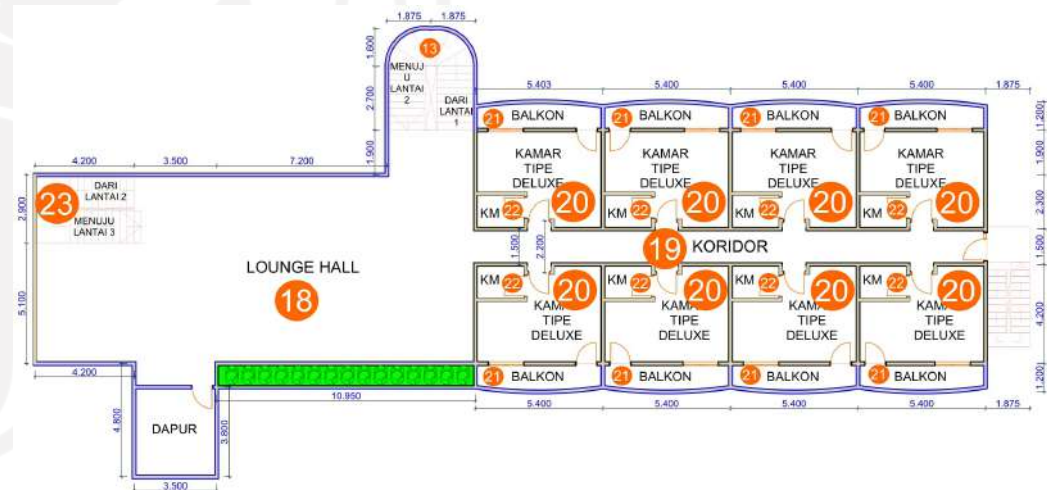 1.875 1.875
1.600
13
MENUJ
U
LANTAI
2
DARI
LANTAI
1
2.700
1.900
5.403 5.400 5.400 5.400 1.875
21 BALKON 21 BALKON 21 BALKON 21 BALKON
1.200
KAMAR
TIPE
DELUXE
KAMAR
TIPE
DELUXE
KAMAR
TIPE
DELUXE
KAMAR
TIPE
DELUXE
1.900
4.200 3.500 7.200
23
DARI
LANTAI 2
MENUJU
LANTAI 3
2.900
20 20 20 20
KM 22 KM 22 KM 22 KM 22
2.300
1.500 2.200 19 KORIDOR 1.500
LOUNGE HALL
18
KM 22 KM 22 KM 22 KM 22
20 20 20 20
5.100
4.200
KAMAR
TIPE
DELUXE
KAMAR
TIPE
DELUXE
KAMAR
TIPE
DELUXE
KAMAR
TIPE
DELUXE
21 BALKON 21 BALKON 21 BALKON 21 BALKON
1.200
4.200
10.950
5.400 5.400 5.400 5.400 1.875
4.800
DAPUR
3.800
3.500